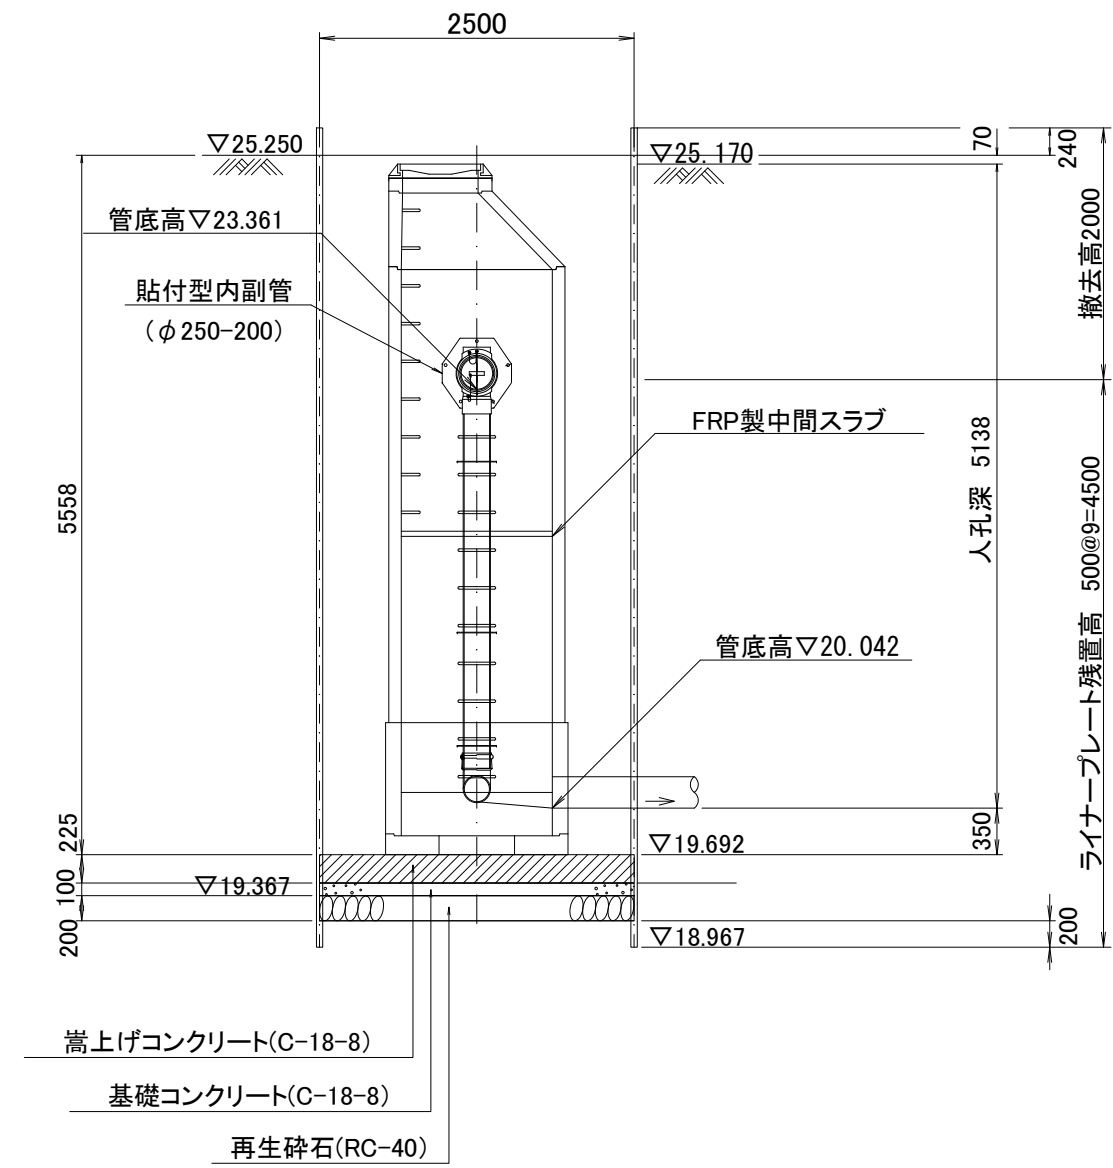 2500
▽25.250
▽25.170
70
240
管底高▽23.361
貼付型内副管
(φ250-200)
撤去高2000
FRP製中間スラブ
人孔深 5138
5558
ライナープレート残置高 500@9=4500
管底高▽20.042
225
▽19.692
350
100
▽19.367
200
▽18.967
200
嵩上げコンクリート(C-18-8)
基礎コンクリート(C-18-8)
再生砕石(RC-40)